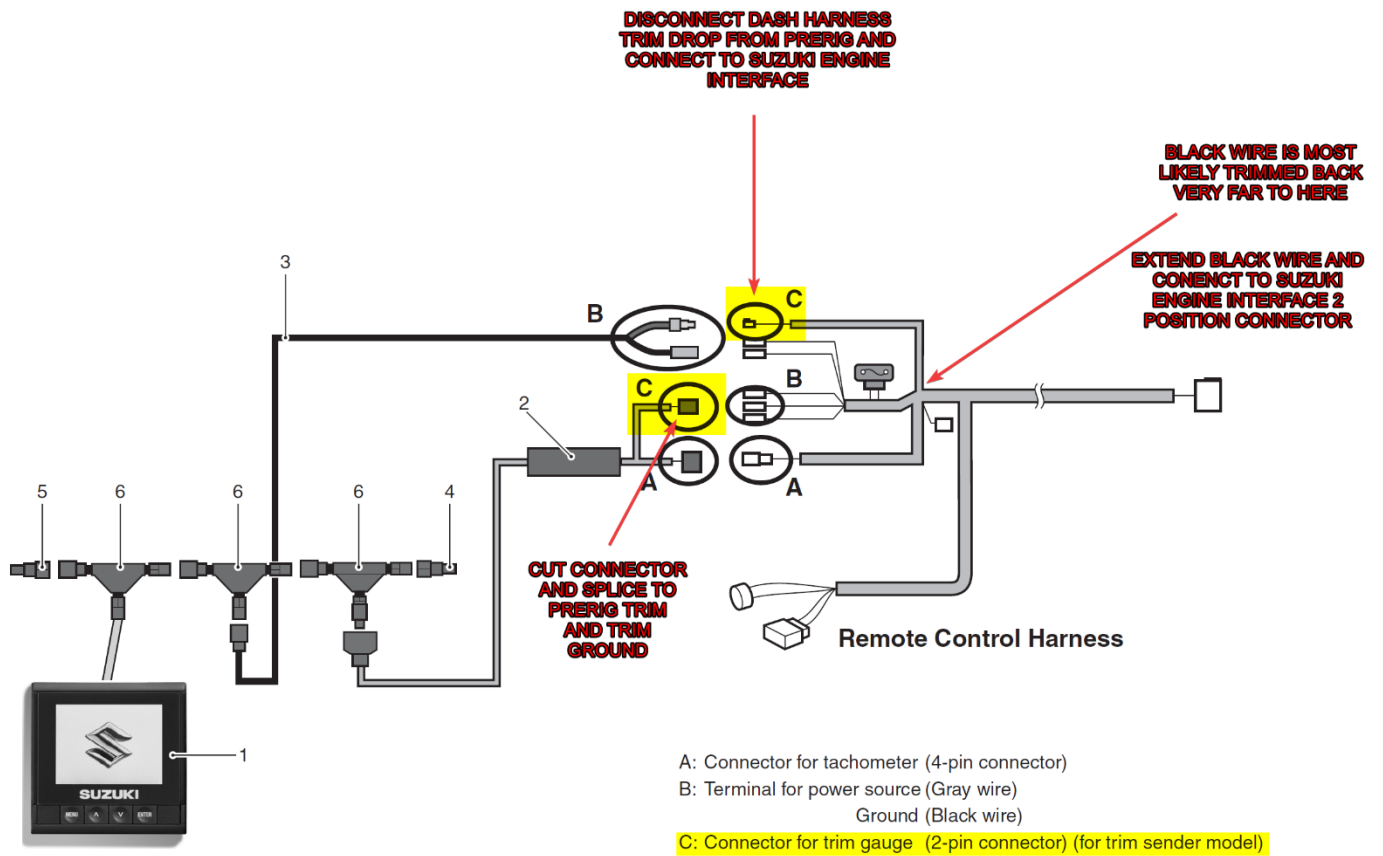 DISCONNECT DASH HARNESS
TRIM DROP FROM PRERIG AND
CONNECT TO SUZUKI ENGINE
INTERFACE
BLACK WIRE IS MOST
LIKELY TRIMMED BACK
VERY FAR TO HERE
EXTEND BLACK WIRE AND
CONENCT TO SUZUKI
ENGINE INTERFACE 2
POSITION CONNECTOR
3
B
C
C
B
2
A
A
5
6
6
6
4
CUT CONNECTOR
AND SPLICE TO
PRERIG TRIM
AND TRIM
GROUND
Remote Control Harness
1
SUZUKI
MENU
ENTER
A: Connector for tachometer (4-pin connector)
B: Terminal for power source (Gray wire)
Ground (Black wire)
C: Connector for trim gauge (2-pin connector) (for trim sender model)